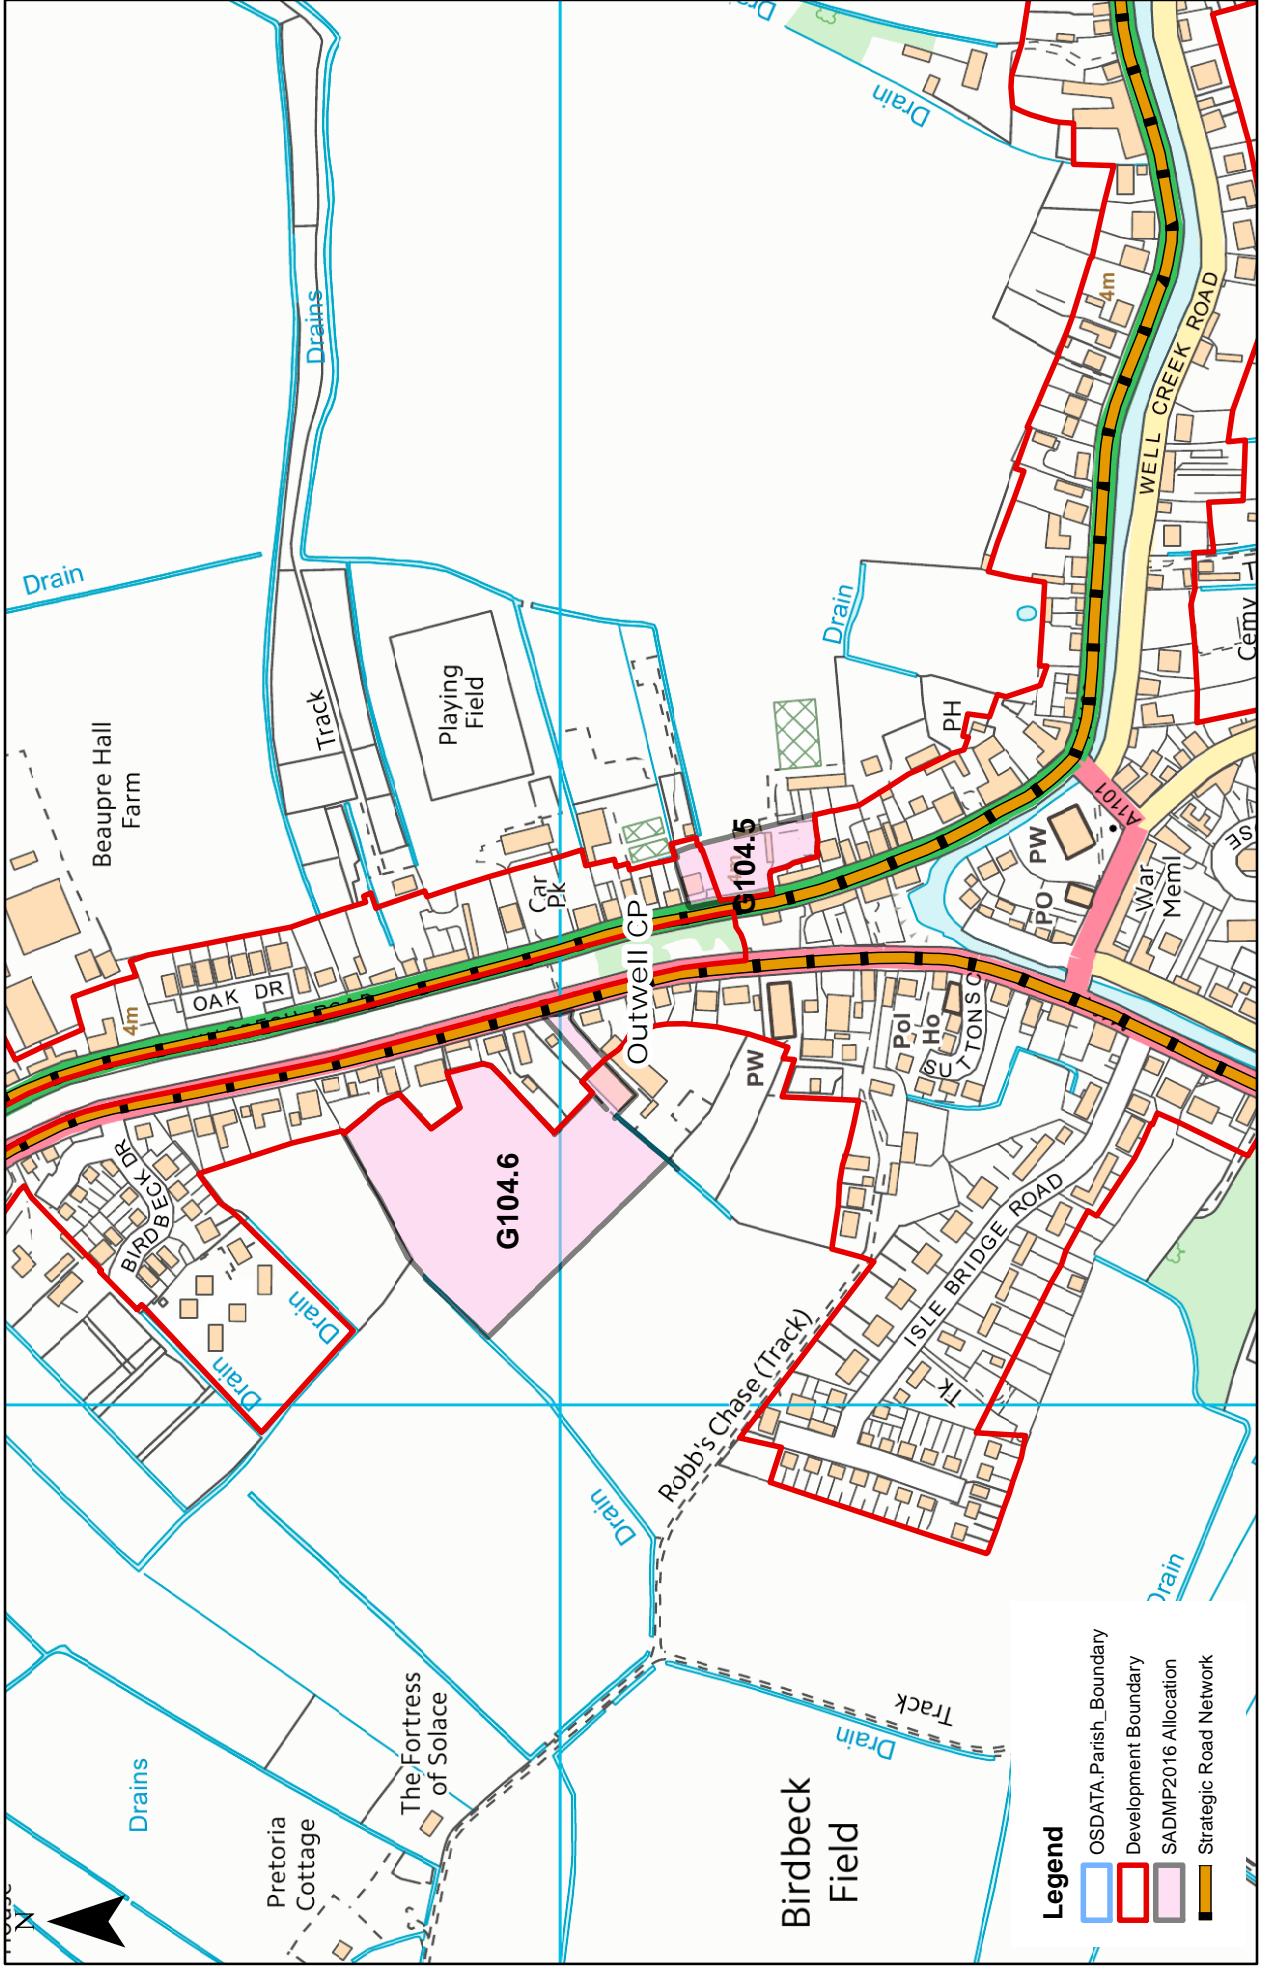 N
Pretoria
Cottage
The Fortress
of Solace
Drains
Birdbeck
Field
Track
Drain
Drain
Robb's Chase (Track)
Drain
Drain
Drain
BIRDBECK DR
G104.6
Beaupre Hall
Farm
OAK DR
4m
Track
Drain
Drains
Playing
Field
Car
Pk
Outwell CP
G104.5
PW
Pol
Ho
SUTTONS C
ISLE BRIDGE ROAD
Tk
PO
PW
A1101
War
Meml
PH
Drain
Drain
4m
WELL CREEK ROAD
Cemy
Legend
OSDATA.Parish_Boundary
Development Boundary
SADMP2016 Allocation
Strategic Road Network